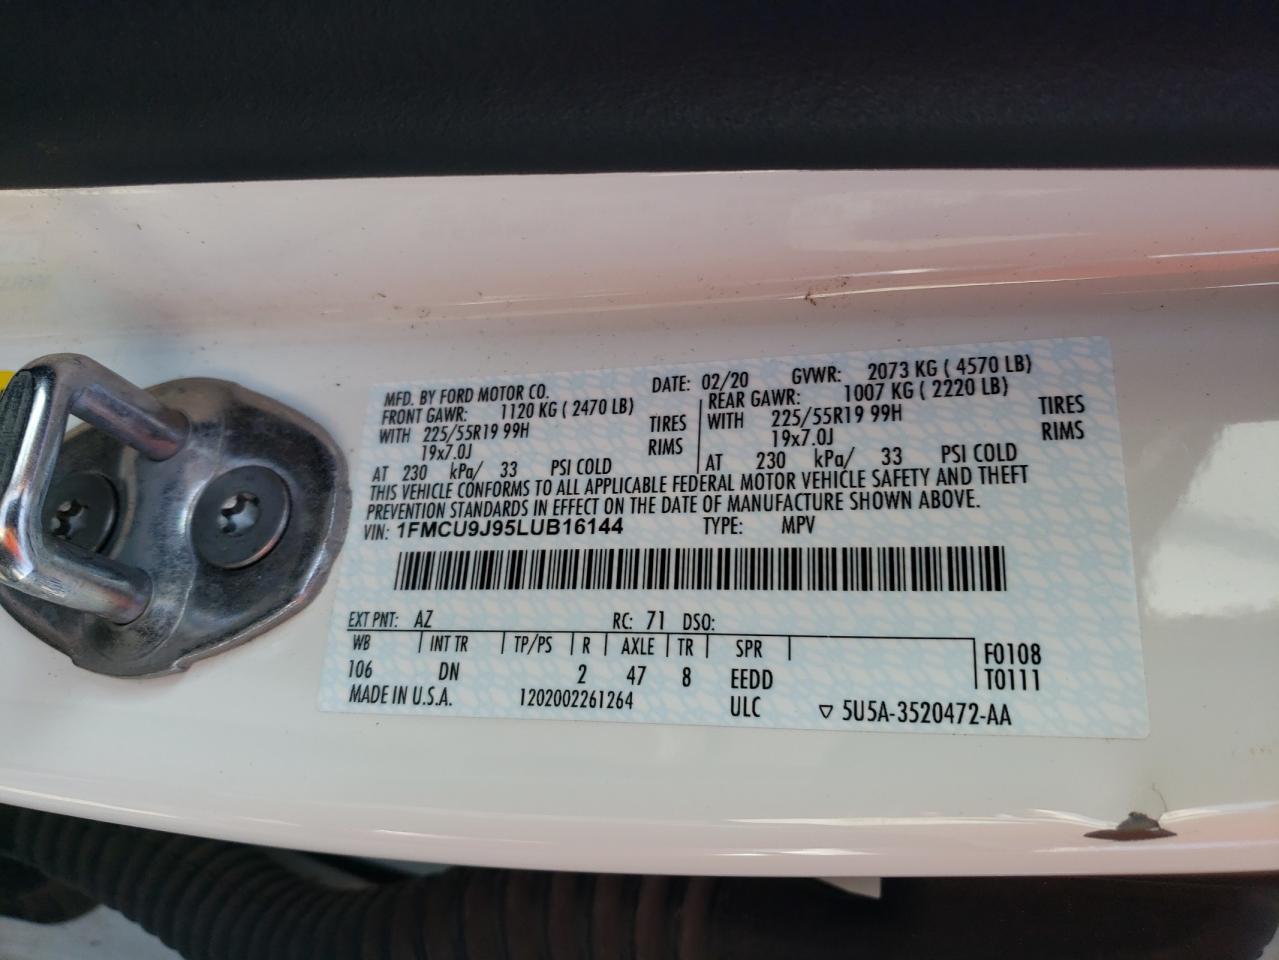 MFD. BY FORD MOTOR CO. DATE: 02/20 GVWR: 2073 KG ( 4570 LB)
FRONT GAWR: 1120 KG ( 2470 LB) REAR GAWR: 1007 KG ( 2220 LB)
WITH 225/55R19 99H TIRES WITH 225/55R19 99H TIRES
19x7.0J RIMS 19x7.0J RIMS
AT 230 kPa/ 33 PSI COLD AT 230 kPa/ 33 PSI COLD
THIS VEHICLE CONFORMS TO ALL APPLICABLE FEDERAL MOTOR VEHICLE SAFETY AND THEFT
PREVENTION STANDARDS IN EFFECT ON THE DATE OF MANUFACTURE SHOWN ABOVE.
VIN: 1FMCU9J95LUB16144 TYPE: MPV
EXT PNT: AZ RC: 71 DSO:
WB INT TR TP/PS R AXLE TR SPR F0108
106 DN 2 47 8 EEDD T0111
MADE IN U.S.A. 1202002261264 ULC ▽ 5U5A-3520472-AA